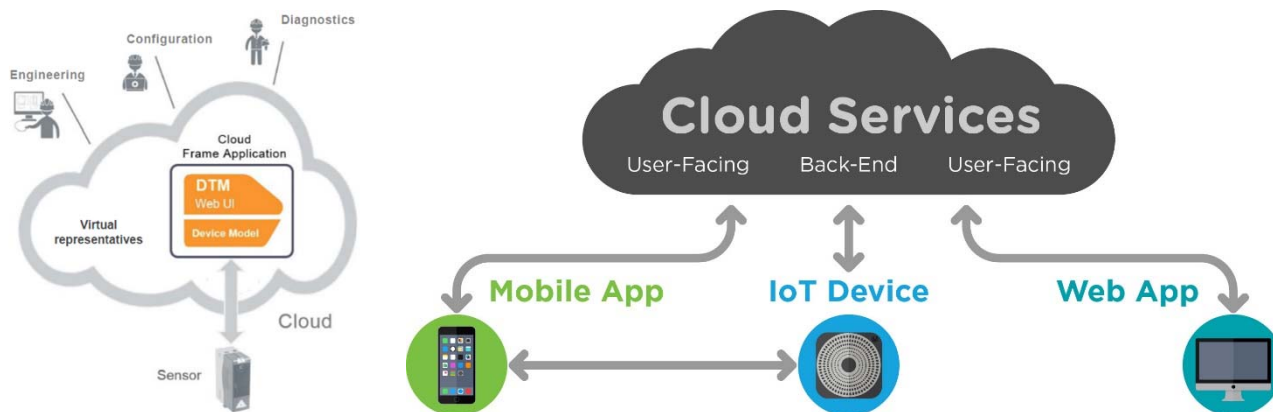 Diagnostics
Configuration
Engineering
Cloud
Frame Application
DTM
Web UI
Device Model
Virtual
representatives
Cloud
Sensor
Cloud Services
User-Facing Back-End User-Facing
Mobile App IoT Device Web App